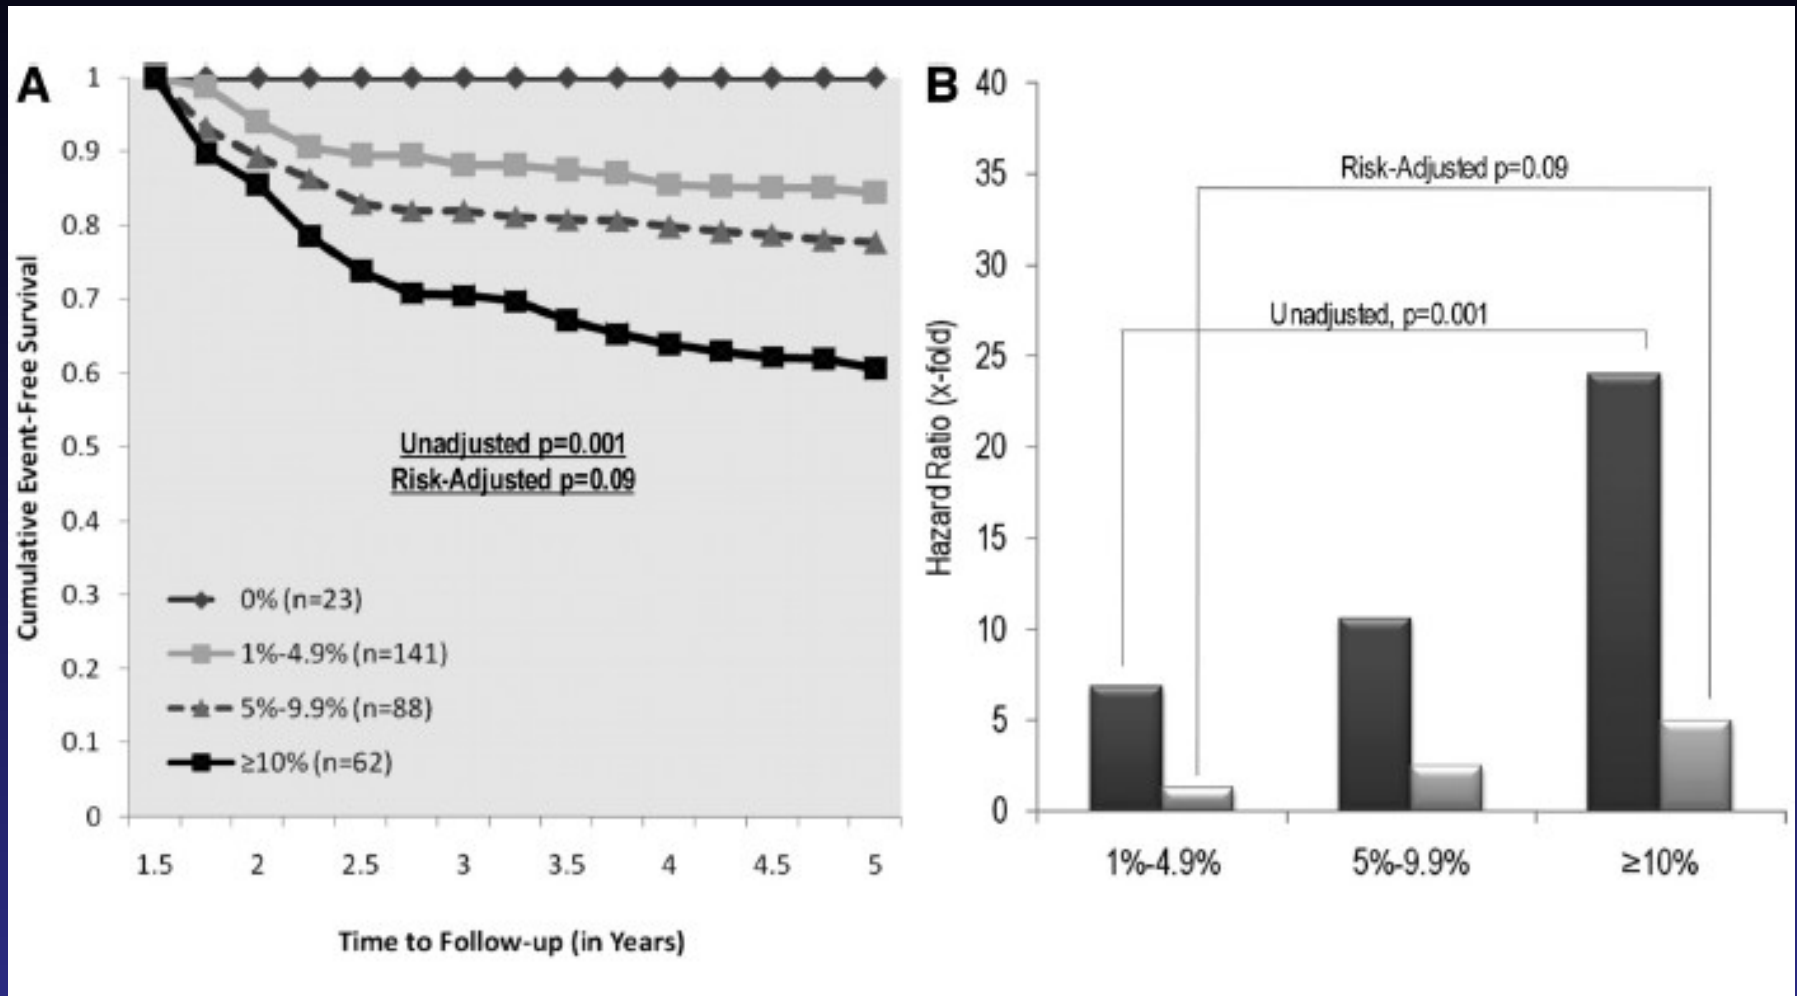 A
Cumulative Event-Free Survival
1
0.9
0.8
0.7
0.6
0.5
0.4
0.3
0.2
0.1
0
Unadjusted p=0.001
Risk-Adjusted p=0.09
0% (n=23)
1%-4.9% (n=141)
5%-9.9% (n=88)
≥10% (n=62)
1.5 2 2.5 3 3.5 4 4.5 5
Time to Follow-up (in Years)
B
Hazard Ratio (x-fold)
40
35
30
25
20
15
10
5
0
Risk-Adjusted p=0.09
Unadjusted, p=0.001
1%-4.9% 5%-9.9% ≥10%